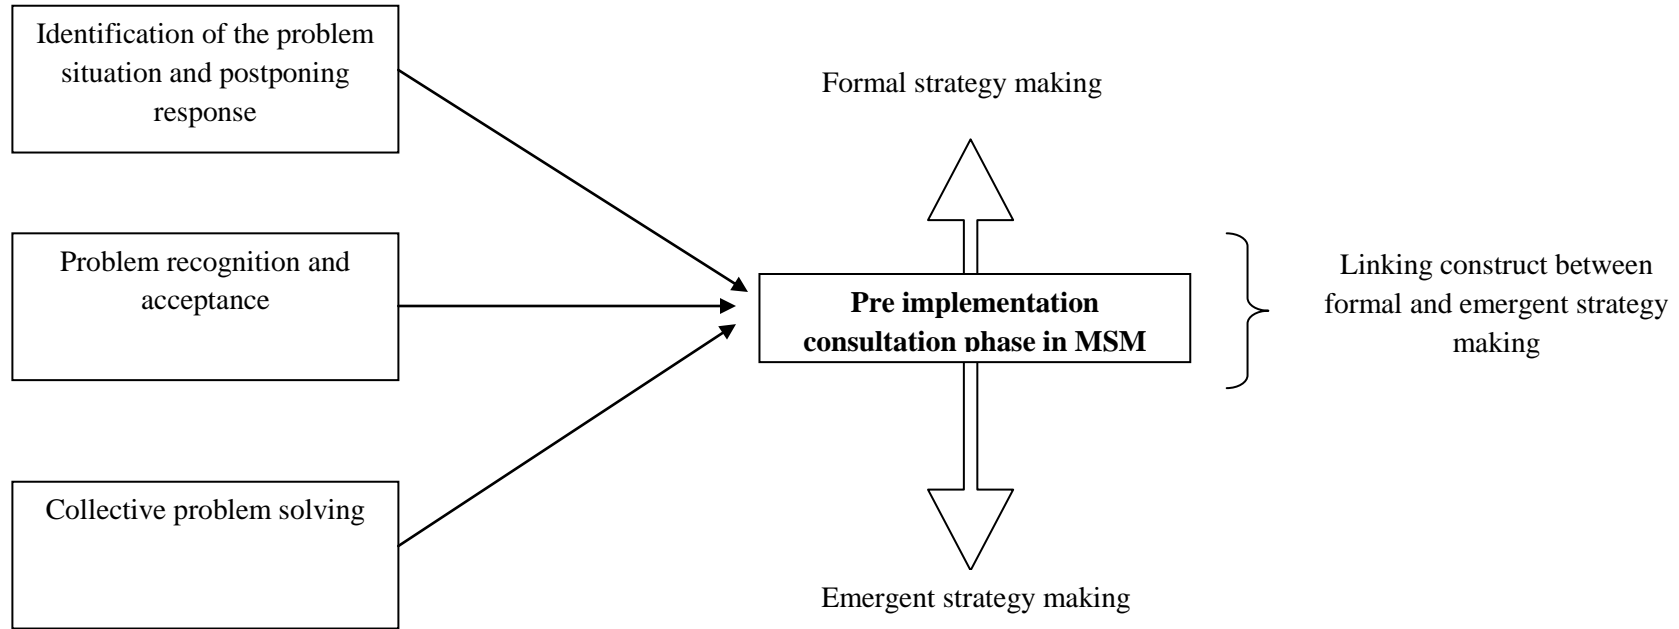 Identification of the problem
situation and postponing
response
Problem recognition and
acceptance
Collective problem solving
Formal strategy making
Pre implementation
consultation phase in MSM
Emergent strategy making
Linking construct between
formal and emergent strategy
making